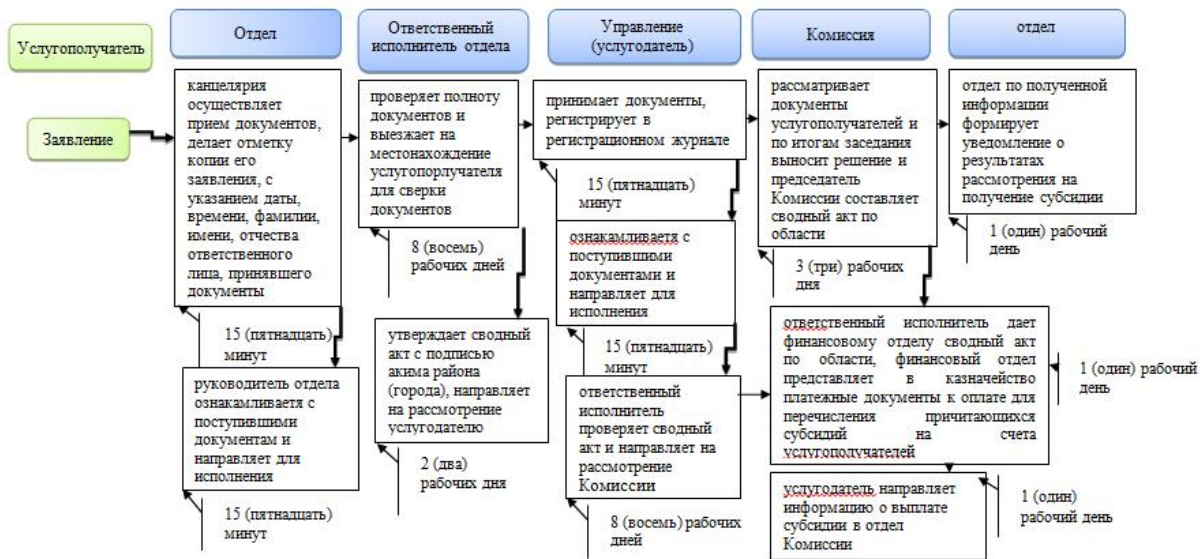 Услугополучатель
Заявление
Отдел
канцелярия
осуществляет
прием документов,
делает отметку
копии его
заявления, с
указанием даты,
времени, фамилии,
имени, отчества
ответственного
лица, принявшего
документы
15 (пятнадцать)
минут
руководитель отдела
ознакамливаетя с
поступившими
документам и
направляет для
исполнения
15 (пятнадцать)
минут
Ответственный
исполнитель отдела
проверяет полноту
документов и
выезжает на
местонахождение
услугопорлучателя
для сверки
документов
8 (восемь)
рабочих дней
утверждает сводный
акт с подписью
акима района
(города), направляет
на рассмотрение
услугодателю
2 (два)
рабочих дня
Управление
(услугодатель)
принимает документы,
регистрирует в
регистрационном журнале
15 (пятнадцать)
минут
ознакамливаетя с
поступившими
документами и
направляет для
исполнения
15 (пятнадцать)
минут
ответственный
исполнитель
проверяет сводный
акт и направляет на
рассмотрение
Комиссии
8 (восемь) рабочих
дней
Комиссия
рассматривает
документы
услугополучателей и
по итогам заседания
выносит решение и
председатель
Комиссии составляет
сводный акт по
области
3 (три) рабочих
дня
ответственный исполнитель дает
финансовому отделу сводный акт
по области, финансовый отдел
представляет в казначейство
платежные документы к оплате для
перечисления причитающихся
субсидий на счета
услугополучателей
1 (один) рабочий
день
услугодатель направляет
информацию о выплате
субсидии в отдел
Комиссии
1 (один)
рабочий день
отдел
отдел по полученной
информации
формирует
уведомление о
результатах
рассмотрения на
получение субсидии
1 (один) рабочий
день